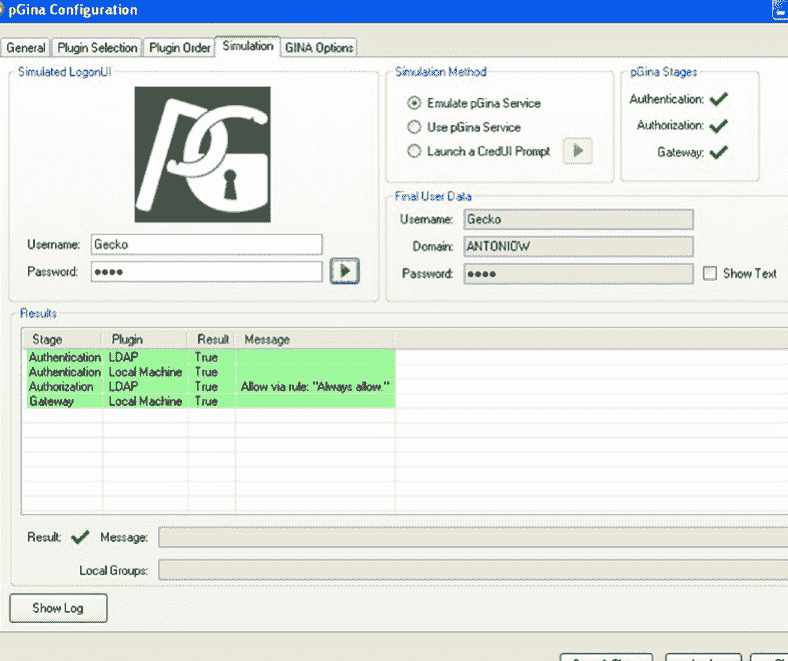 pGina Configuration
General Plugin Selection Plugin Order Simulation GINA Options
Simulated LogonUI
Username: Gecko
Password: ●●●●
Simulation Method
Emulate pGina Service
Use pGina Service
Launch a CredUI Prompt
pGina Stages
Authentication:
Authorization:
Gateway:
Final User Data
Username: Gecko
Domain: ANTONIOW
Password: ●●●●
Show Text
Results
Stage Plugin Result Message
Authentication LDAP True
Authentication Local Machine True
Authorization LDAP True Allow via rule: "Always allow."
Gateway Local Machine True
Result: Message:
Local Groups:
Show Log